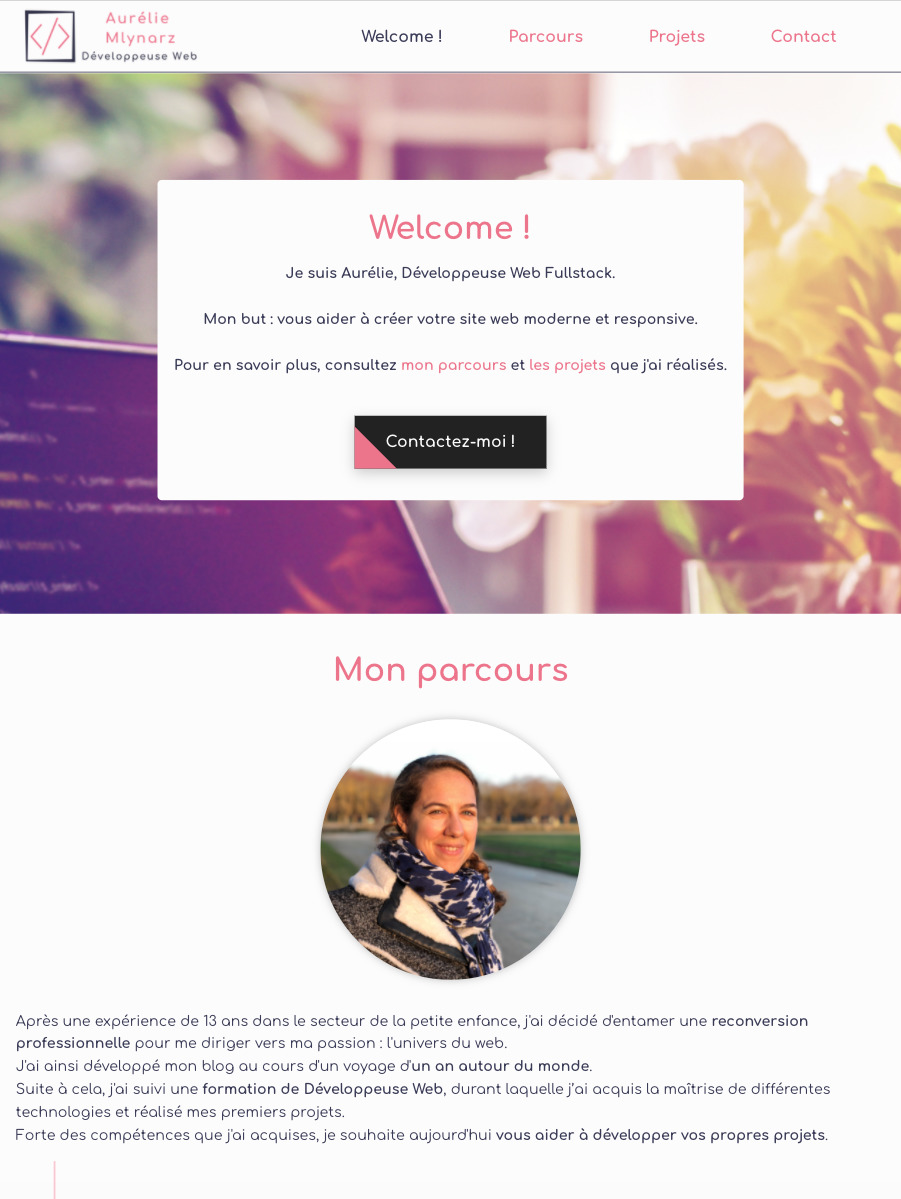 Aurélie
Mlynarz
Développeuse Web
Welcome ! Parcours Projets Contact
Welcome !
Je suis Aurélie, Développeuse Web Fullstack.
Mon but : vous aider à créer votre site web moderne et responsive.
Pour en savoir plus, consultez mon parcours et les projets que j'ai réalisés.
Contactez-moi !
Mon parcours
Après une expérience de 13 ans dans le secteur de la petite enfance, j'ai décidé d'entamer une reconversion
professionnelle pour me diriger vers ma passion : l'univers du web.
J'ai ainsi développé mon blog au cours d'un voyage d'un an autour du monde.
Suite à cela, j'ai suivi une formation de Développeuse Web, durant laquelle j'ai acquis la maîtrise de différentes
technologies et réalisé mes premiers projets.
Forte des compétences que j'ai acquises, je souhaite aujourd'hui vous aider à développer vos propres projets.